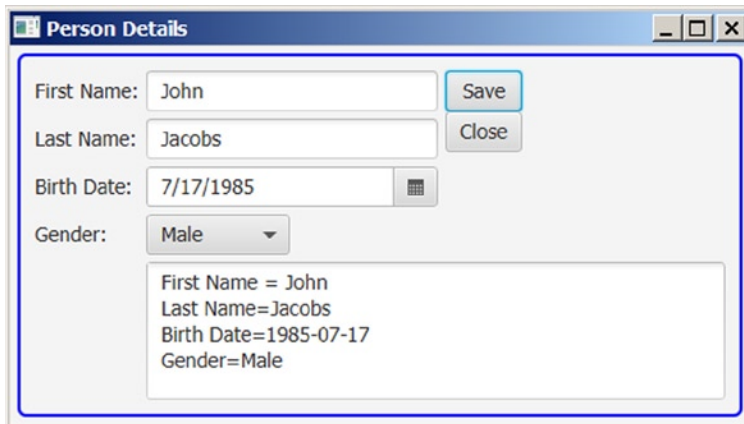 Person Details
First Name: John Save
Last Name: Jacobs Close
Birth Date: 7/17/1985
Gender: Male
First Name = John
Last Name=Jacobs
Birth Date=1985-07-17
Gender=Male